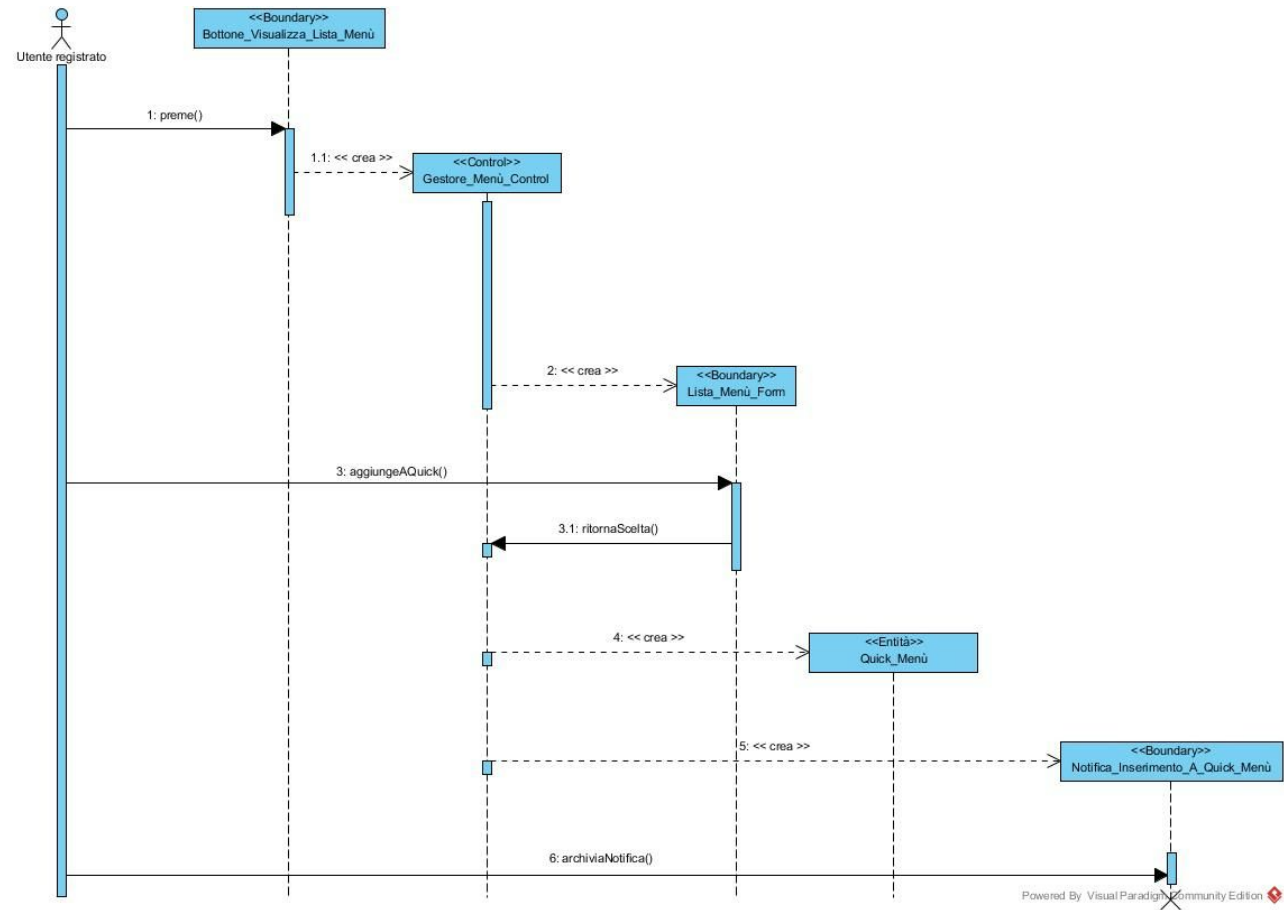 <<Boundary>>
Bottone_Visualizza_Lista_Menù
Utente registrato
1: preme()
1.1: << crea >>
<<Control>>
Gestore_Menù_Control
2: << crea >>
<<Boundary>>
Lista_Menù_Form
3: aggiungeAQuick()
3.1: ritornaScelta()
4: << crea >>
<<Entità>>
Quick_Menù
5: << crea >>
<<Boundary>>
Notifica_Inserimento_A_Quick_Menù
6: archiviaNotifica()
Powered By Visual Paradigm Community Edition